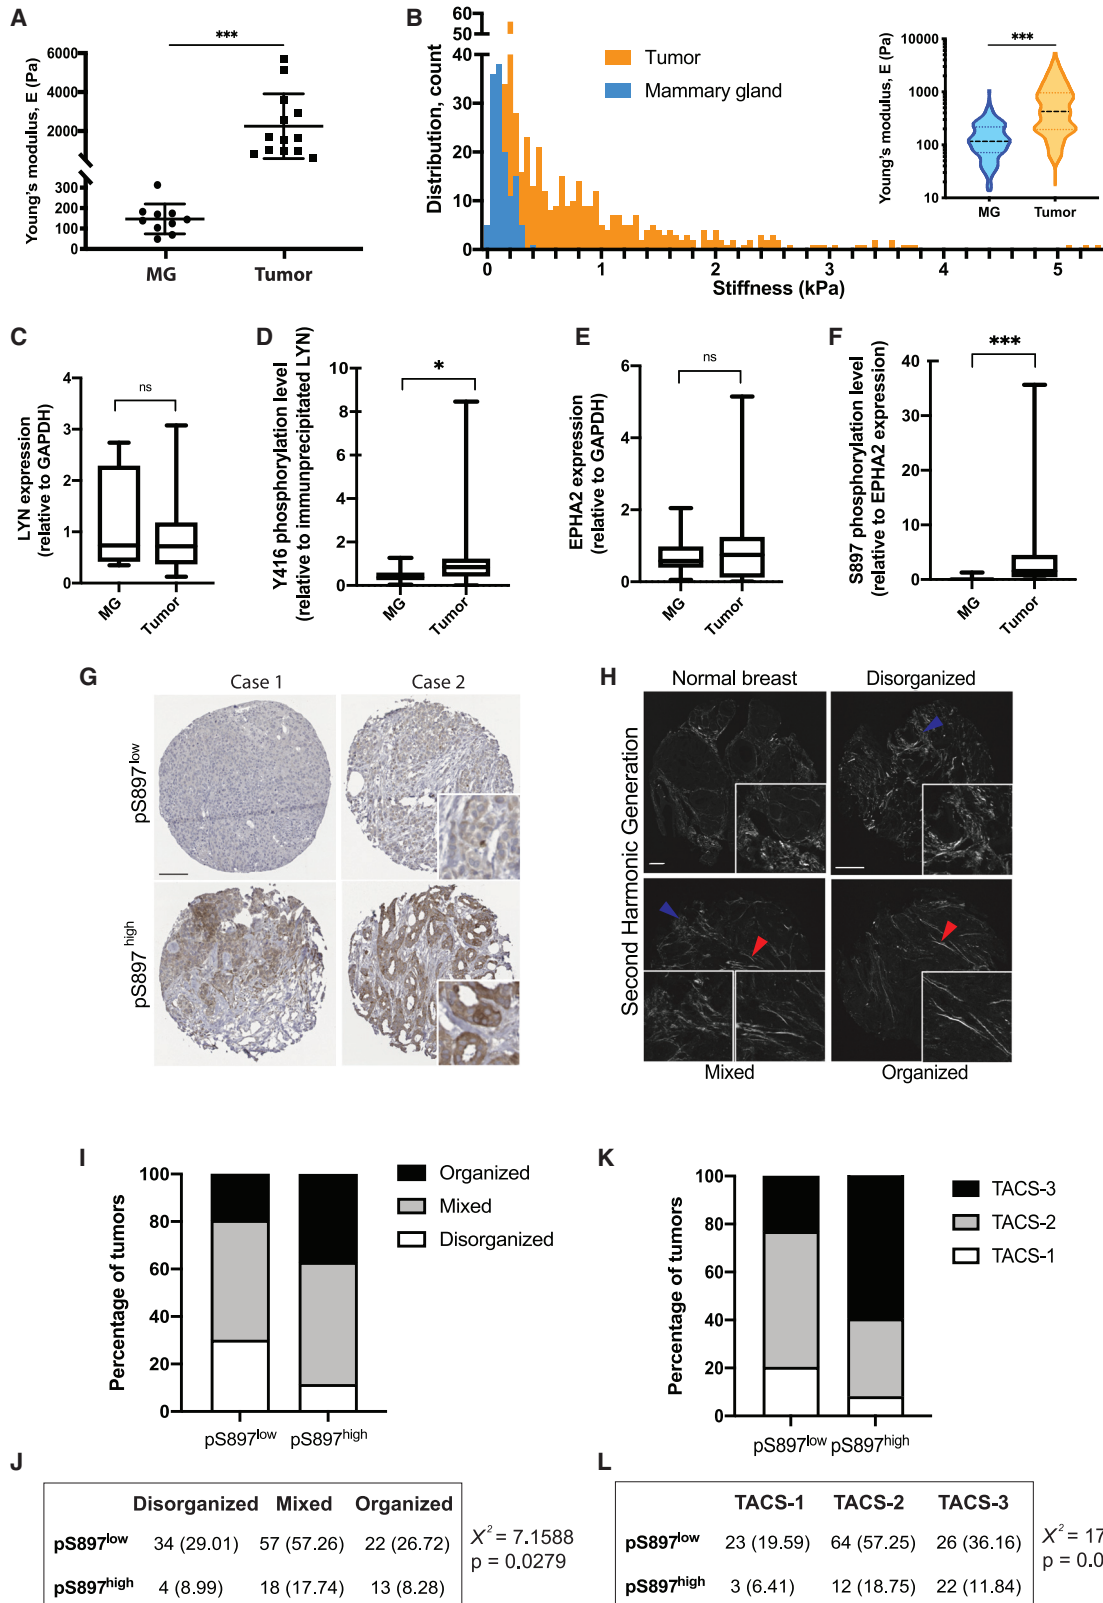 A
***
Young's modulus, E (Pa)
6000
4000
2000
300
200
100
0
MG
Tumor
B
60
50
40
30
20
10
0
Distribution, count
Tumor
Mammary gland
0
1
2
3
4
5
Stiffness (kPa)
***
Young's modulus, E (Pa)
10000
1000
100
10
MG
Tumor
C
ns
LYN expression
(relative to GAPDH)
4
3
2
1
0
MG
Tumor
D
*
Y416 phosphorylation level
(relative to immunprecipitated LYN)
10
8
6
4
2
0
MG
Tumor
E
ns
EPHA2 expression
(relative to GAPDH)
6
4
2
0
MG
Tumor
F
***
S897 phosphorylation level
(relative to EPHA2 expression)
40
30
20
10
0
MG
Tumor
G
Case 1
Case 2
pS897low
pS897high
H
Normal breast
Disorganized
Second Harmonic Generation
Mixed
Organized
I
Percentage of tumors
100
80
60
40
20
0
pS897low
pS897high
Organized
Mixed
Disorganized
K
Percentage of tumors
100
80
60
40
20
0
pS897low
pS897high
TACS-3
TACS-2
TACS-1
J
Disorganized Mixed Organized
pS897low 34 (29.01) 57 (57.26) 22 (26.72)
pS897high 4 (8.99) 18 (17.74) 13 (8.28)
X² = 7.1588
p = 0.0279
L
TACS-1 TACS-2 TACS-3
pS897low 23 (19.59) 64 (57.25) 26 (36.16)
pS897high 3 (6.41) 12 (18.75) 22 (11.84)
X² = 17
p = 0.0